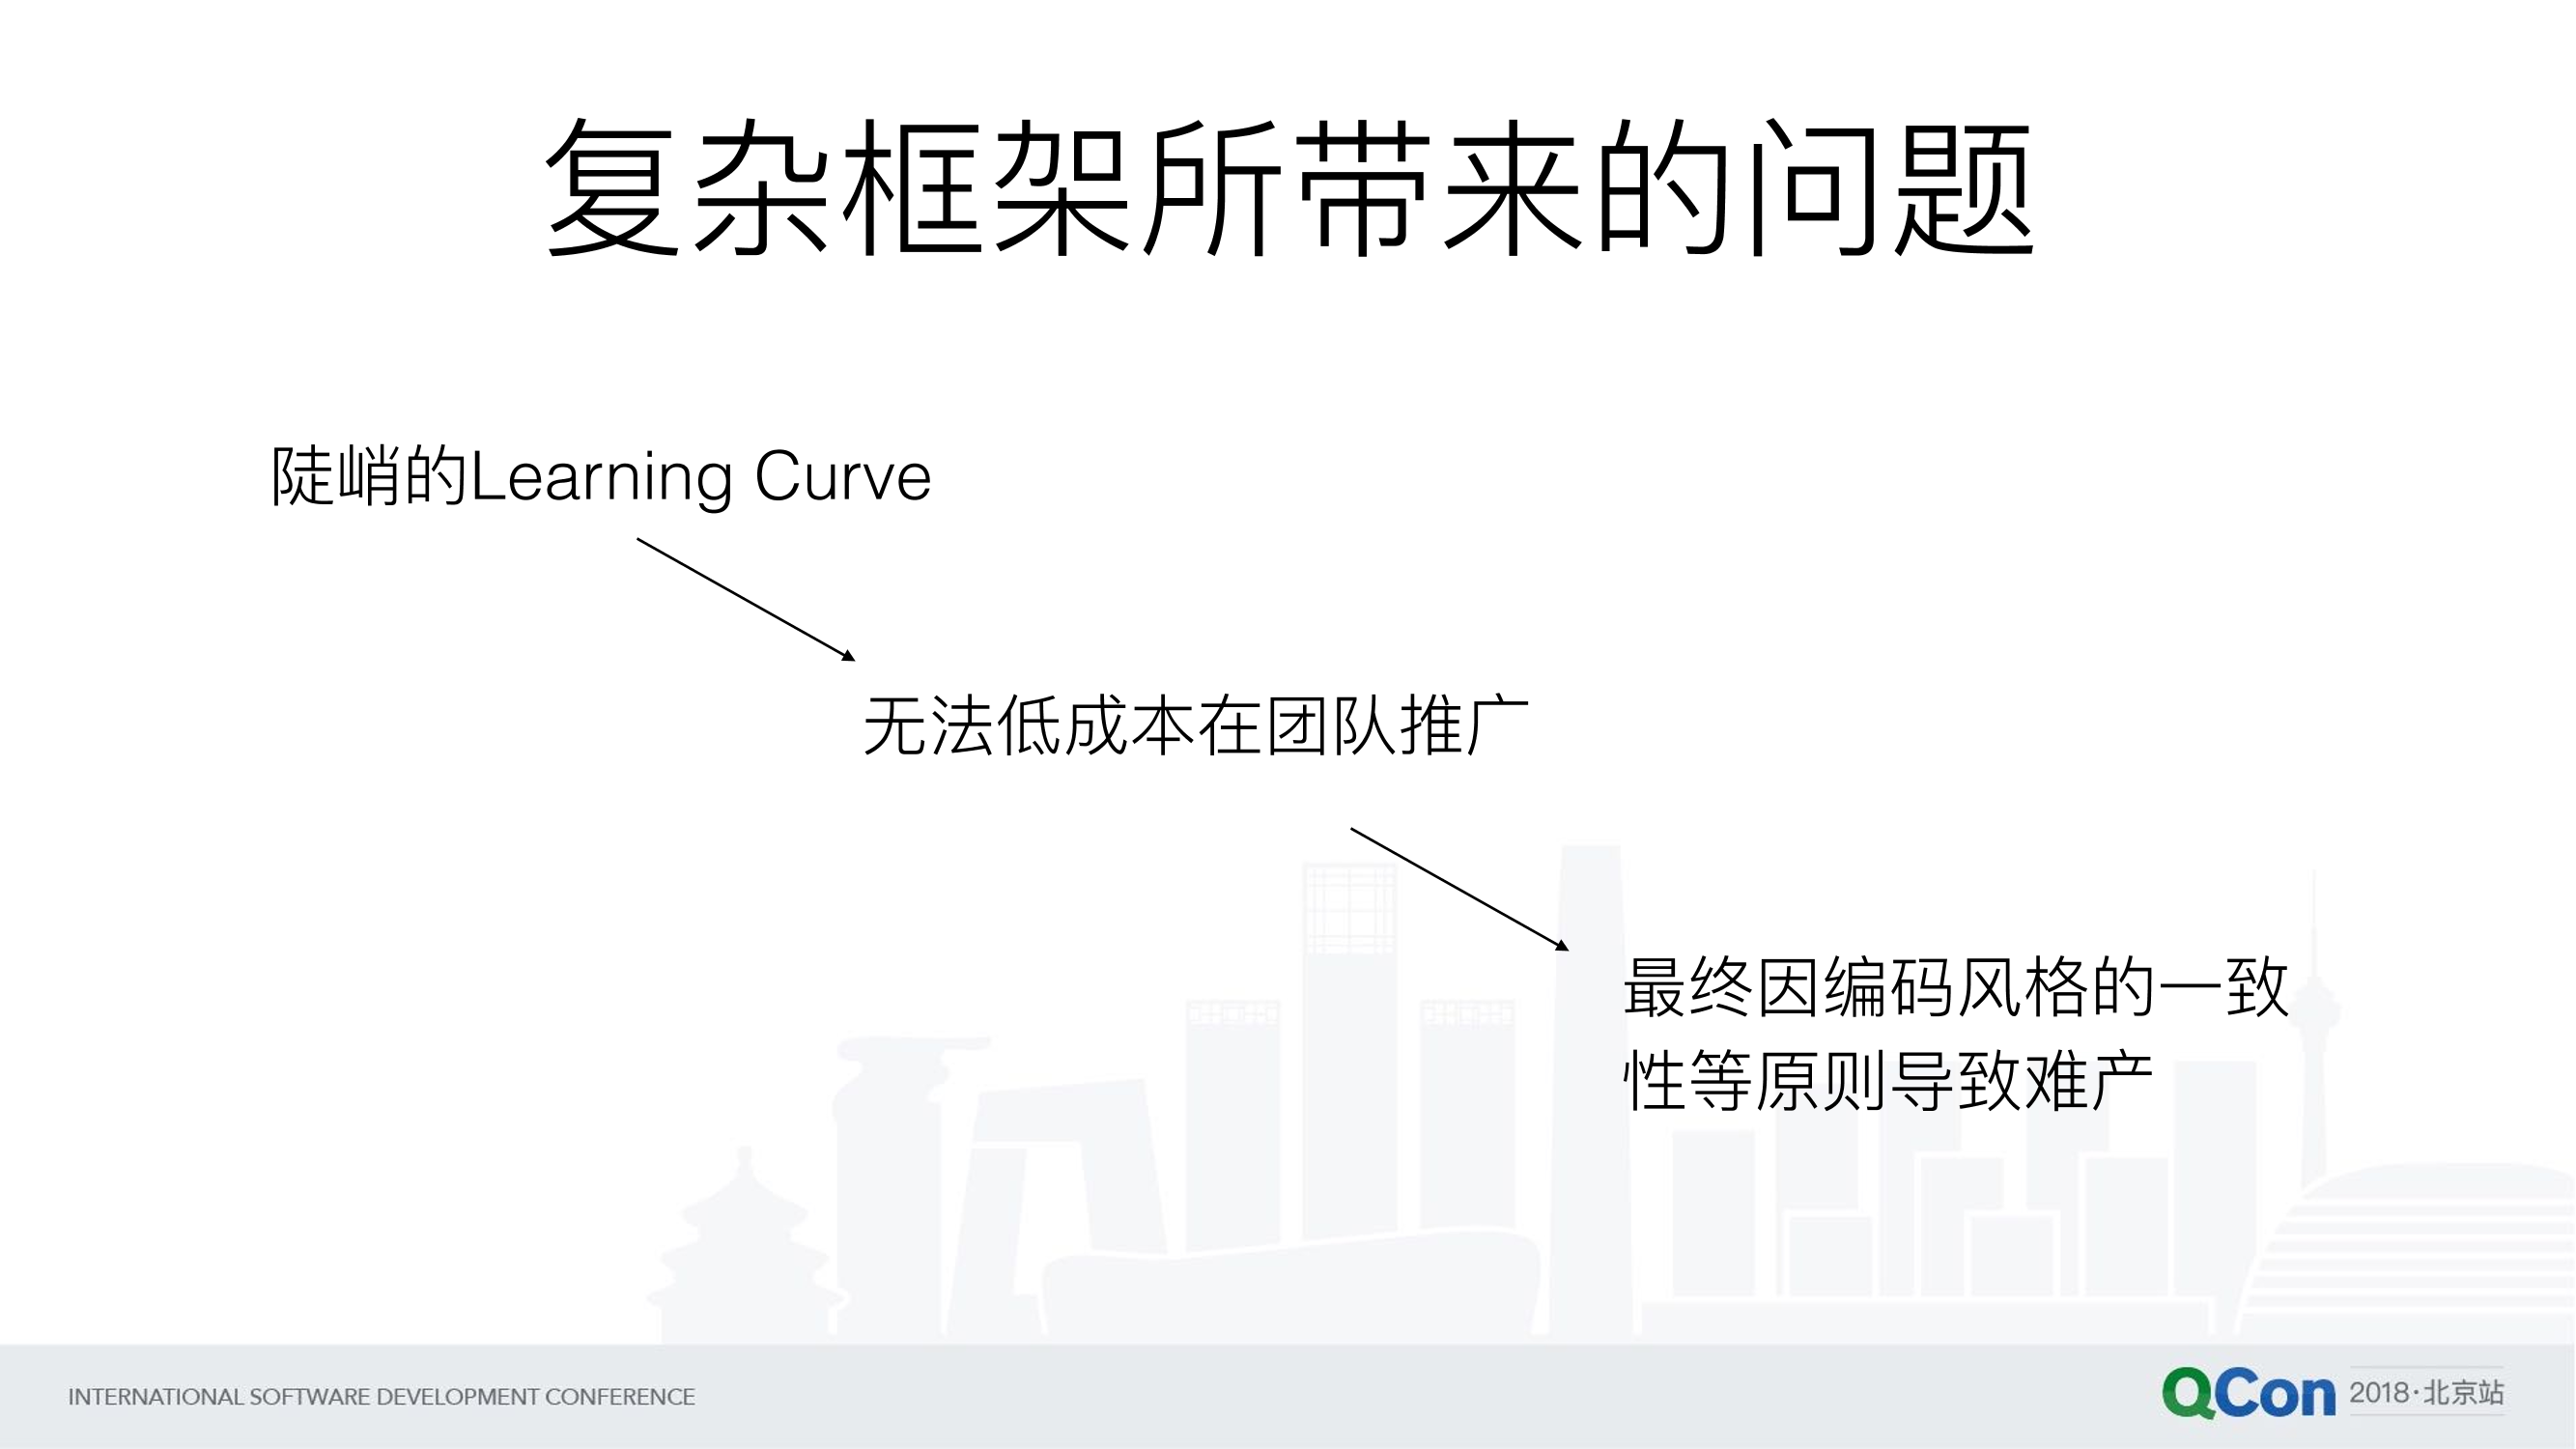 复杂框架所带来的问题
陡峭的Learning Curve
无法低成本在团队推广
最终因编码风格的一致
性等原则导致难产
INTERNATIONAL SOFTWARE DEVELOPMENT CONFERENCE
QCon 2018·北京站